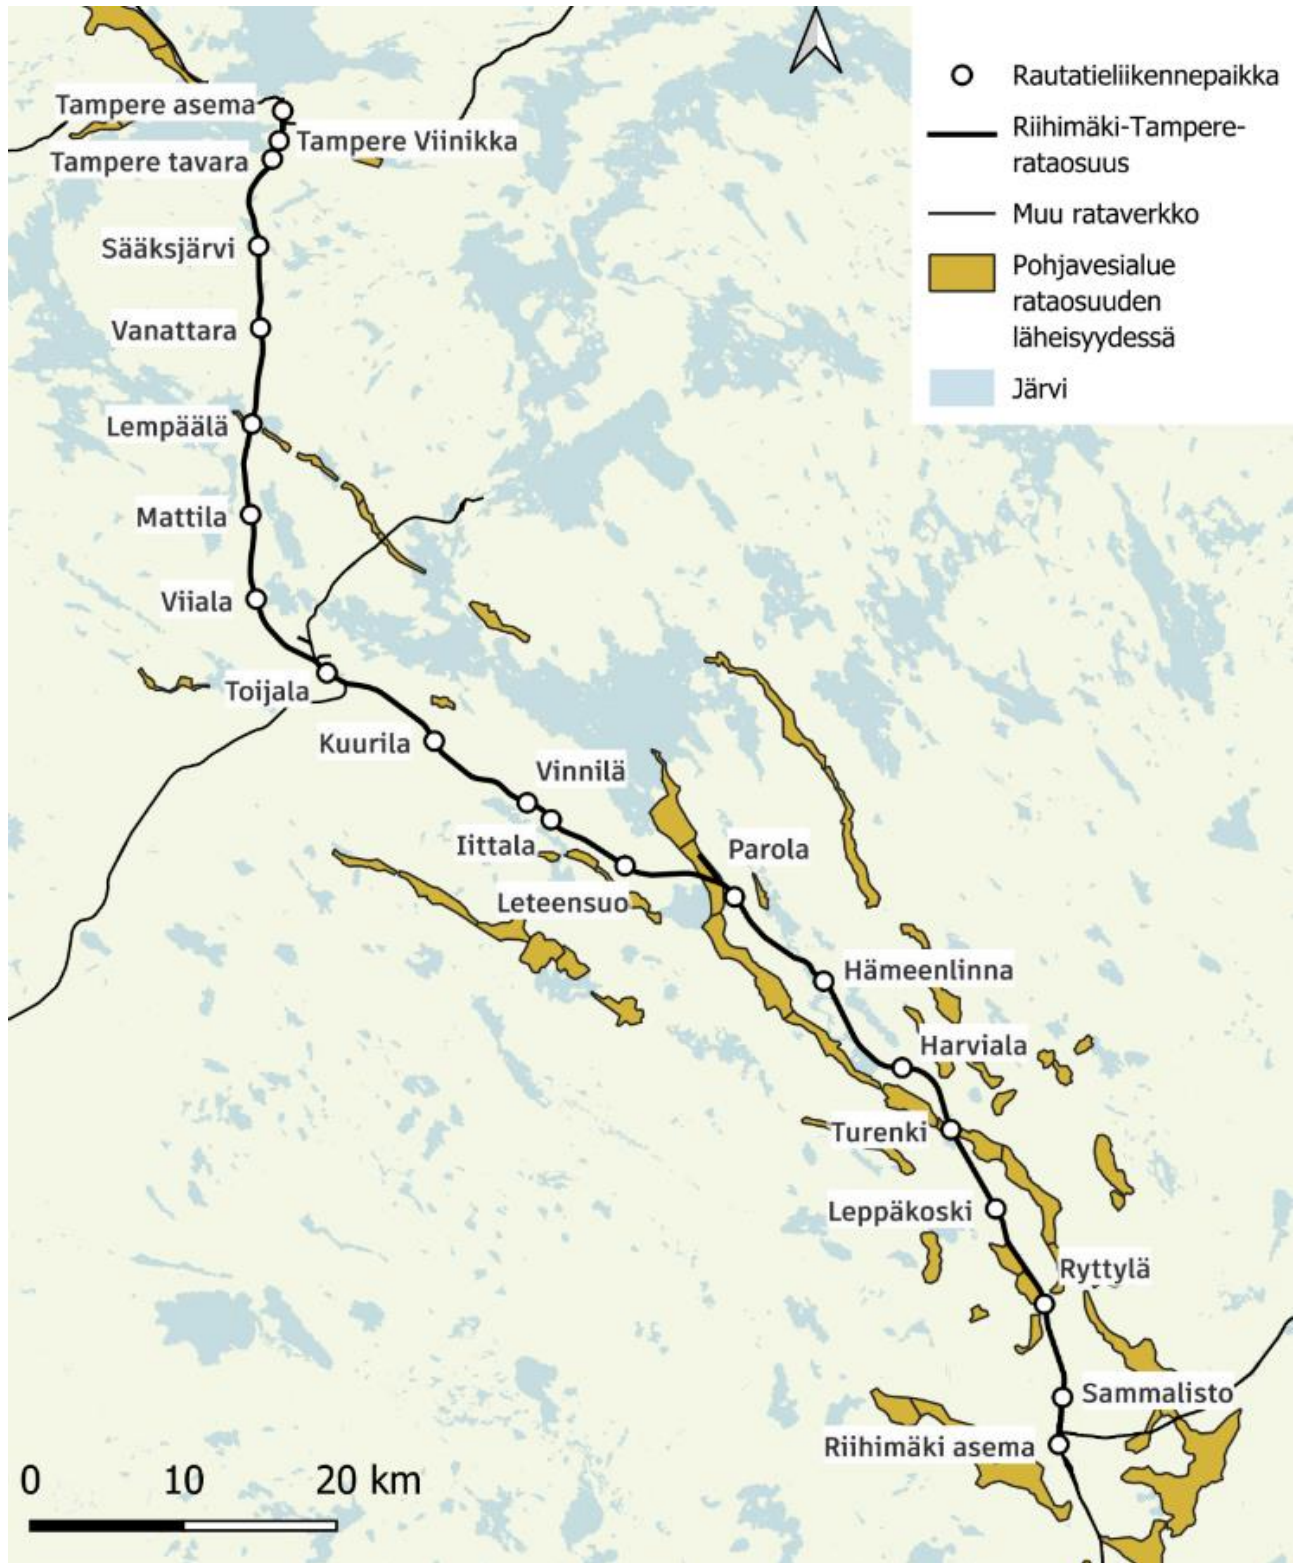 Rautatieliikennepaikka
Riihimäki-Tampere-
rataosuus
Muu rataverkko
Pohjavesialue
rataosuuden
läheisyydessä
Järvi
Tampere asema
Tampere Viinikka
Tampere tavara
Sääksjärvi
Vanattara
Lempäälä
Mattila
Viiala
Toijala
Kuurila
Vinnilä
Iittala
Parola
Leteensuo
Hämeenlinna
Harviala
Turenki
Leppäkoski
Ryttylä
Sammalisto
Riihimäki asema
0 10 20 km